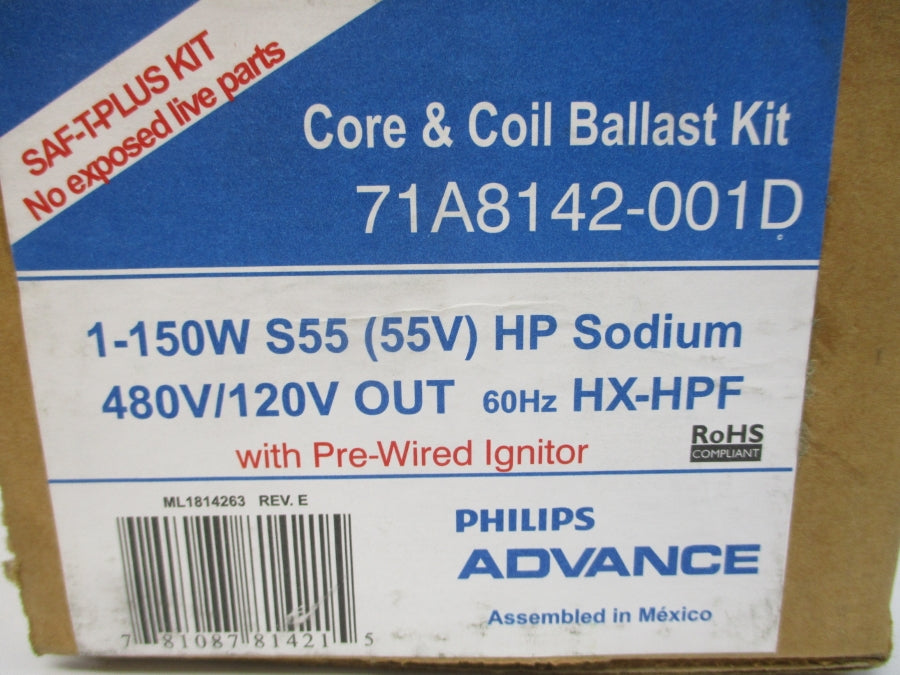 SAF-T-PLUS KIT
No exposed live parts
Core & Coil Ballast Kit
71A8142-001D
1-150W S55 (55V) HP Sodium
480V/120V OUT 60Hz HX-HPF
with Pre-Wired Ignitor
RoHS
COMPLIANT
ML1814263 REV. E
7 81087 81421 5
PHILIPS
ADVANCE
Assembled in México